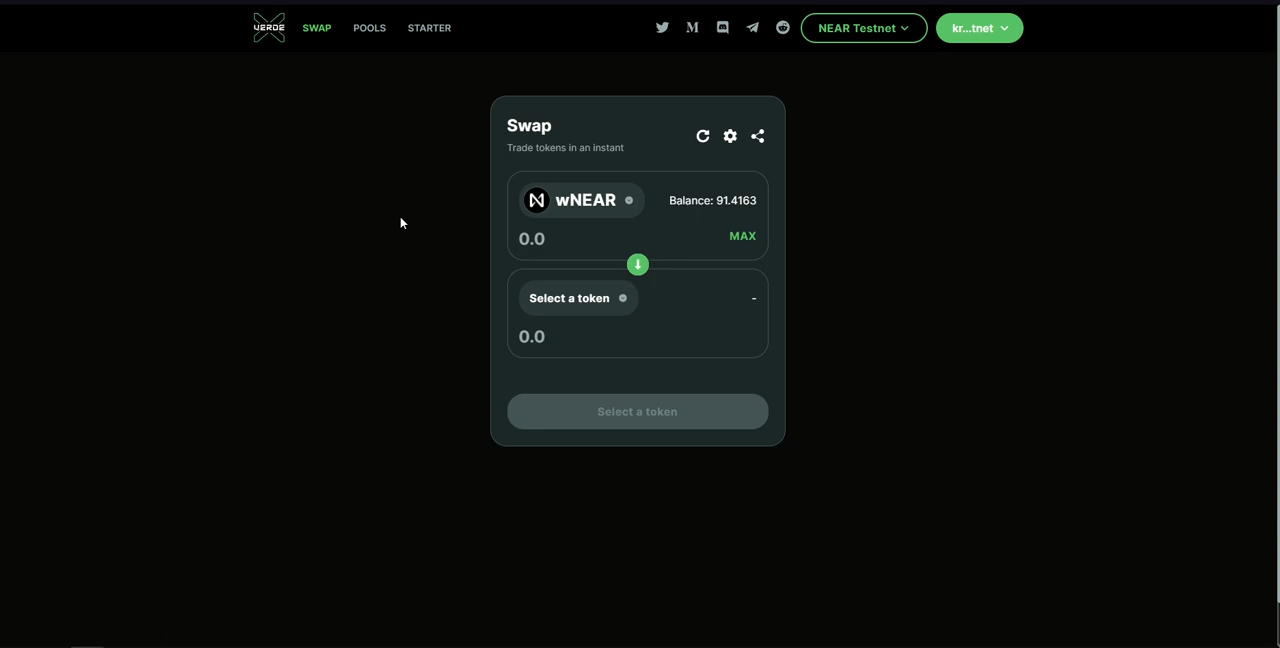 VERDE
SWAP POOLS STARTER
NEAR Testnet
kr...tnet
Swap
Trade tokens in an instant
wNEAR Balance: 91.4163
0.0 MAX
Select a token -
0.0
Select a token